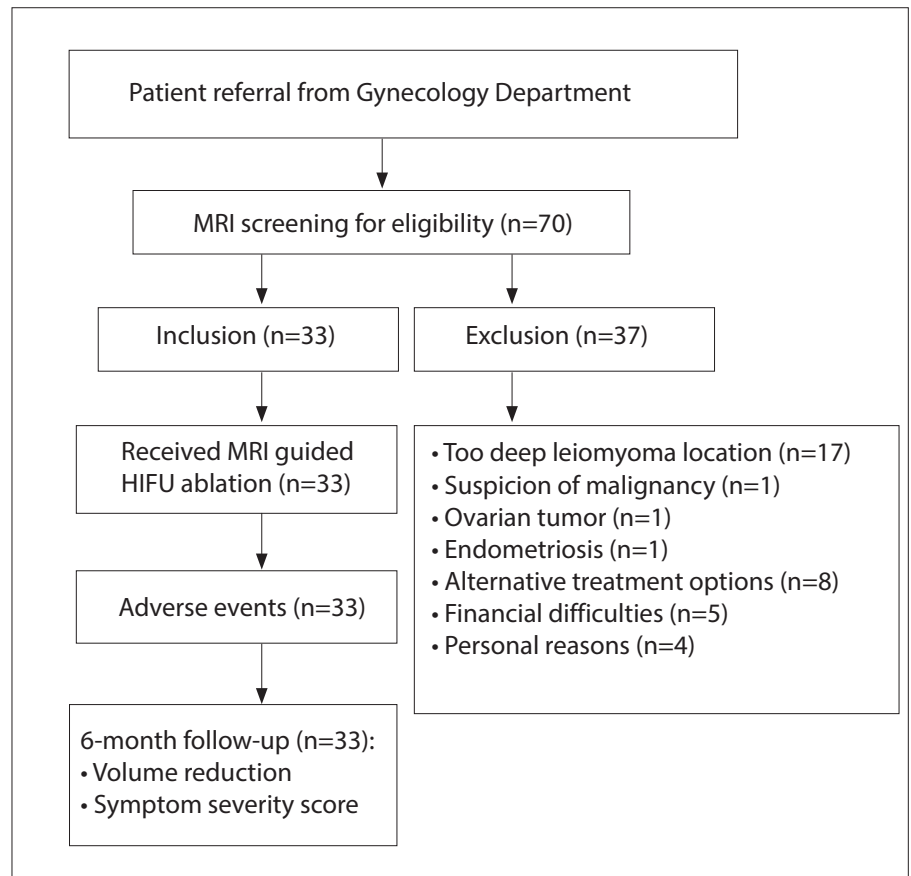 Patient referral from Gynecology Department
MRI screening for eligibility (n=70)
Inclusion (n=33)
Exclusion (n=37)
Received MRI guided
HIFU ablation (n=33)
• Too deep leiomyoma location (n=17)
• Suspicion of malignancy (n=1)
• Ovarian tumor (n=1)
• Endometriosis (n=1)
• Alternative treatment options (n=8)
• Financial difficulties (n=5)
• Personal reasons (n=4)
Adverse events (n=33)
6-month follow-up (n=33):
• Volume reduction
• Symptom severity score